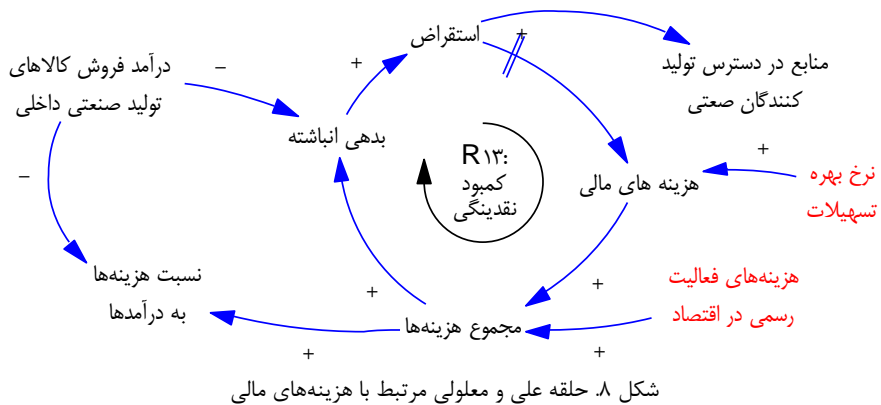 استقراض
+
منابع در دسترس تولید
کنندگان صعتی
درآمد فروش کالاهای
تولید صنعتی داخلی
–
+
بدهی انباشته
R۱۳:
کمبود
نقدینگی
+
نرخ بهره
تسهیلات
هزینه های مالی
–
هزینه‌های فعالیت
رسمی در اقتصاد
+
نسبت هزینه‌ها
به درآمدها
+
مجموع هزینه‌ها
+
+
شکل ۸. حلقه علی و معلولی مرتبط با هزینه‌های مالی